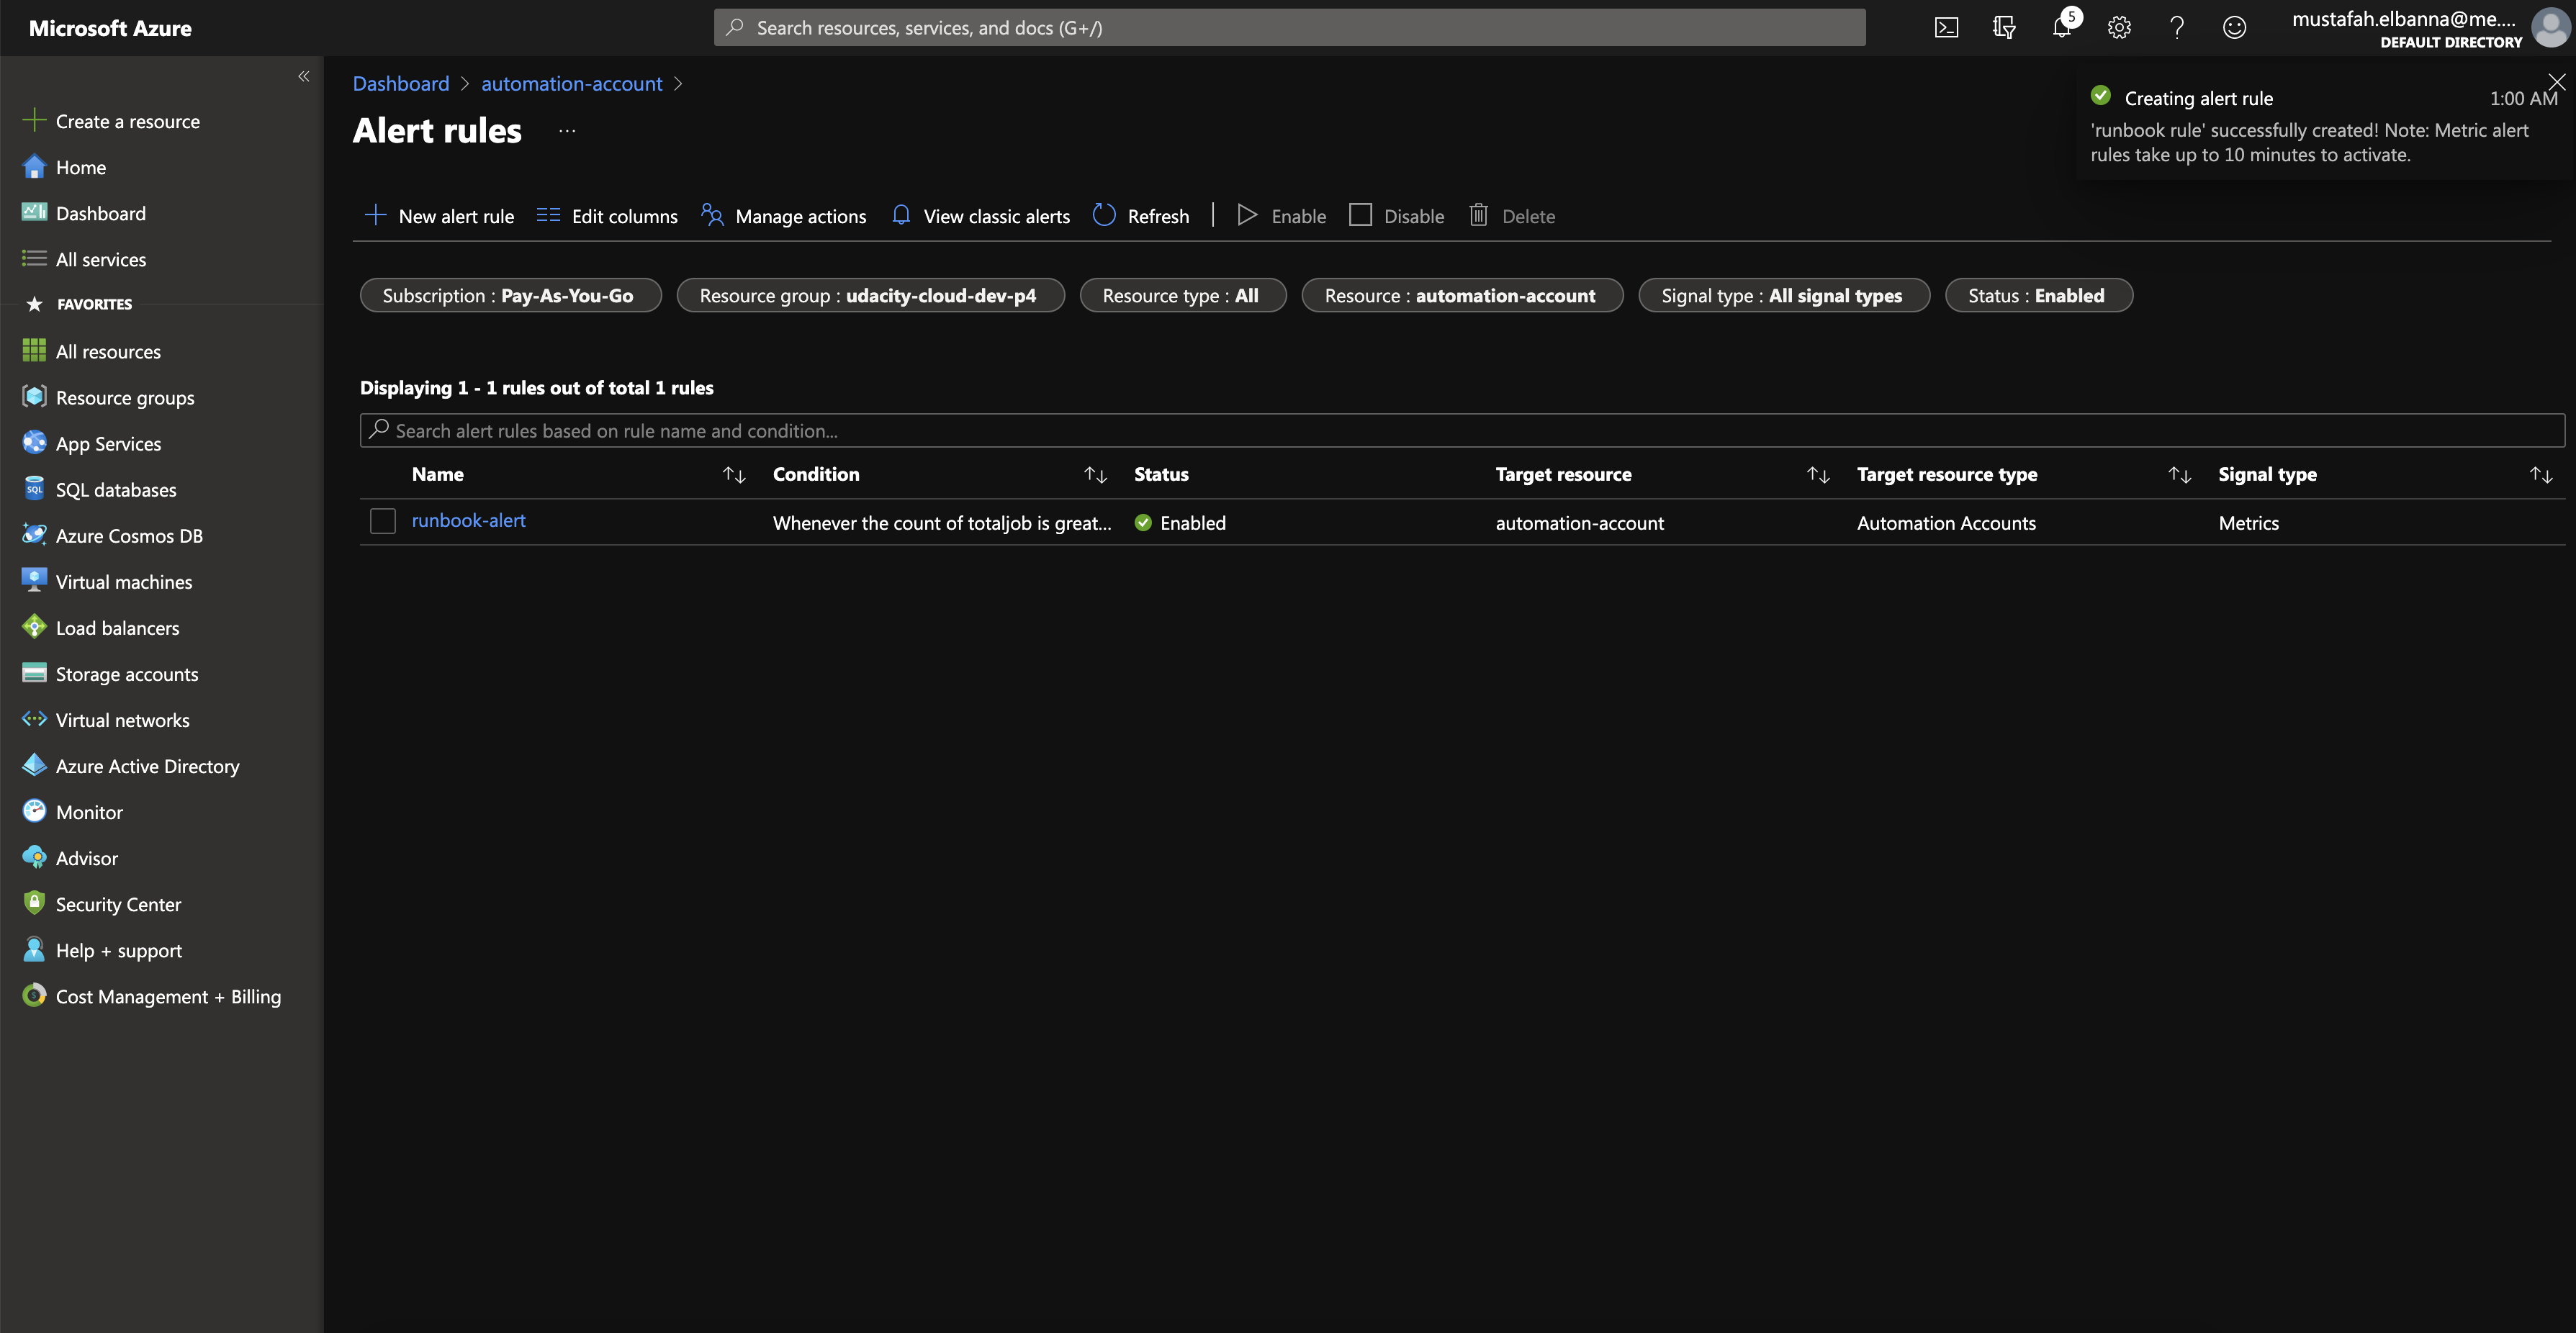 Microsoft Azure
Search resources, services, and docs (G+/)
5
mustafah.elbanna@me....
DEFAULT DIRECTORY
Create a resource
Home
Dashboard
All services
FAVORITES
All resources
Resource groups
App Services
SQL
SQL databases
Azure Cosmos DB
Virtual machines
Load balancers
Storage accounts
Virtual networks
Azure Active Directory
Monitor
Advisor
Security Center
Help + support
Cost Management + Billing
Dashboard > automation-account >
Alert rules ...
Creating alert rule 1:00 AM
'runbook rule' successfully created! Note: Metric alert
rules take up to 10 minutes to activate.
New alert rule Edit columns Manage actions View classic alerts Refresh Enable Disable Delete
Subscription : Pay-As-You-Go Resource group : udacity-cloud-dev-p4 Resource type : All Resource : automation-account Signal type : All signal types Status : Enabled
Displaying 1 - 1 rules out of total 1 rules
Search alert rules based on rule name and condition...
Name Condition Status Target resource Target resource type Signal type
runbook-alert Whenever the count of totaljob is great... Enabled automation-account Automation Accounts Metrics